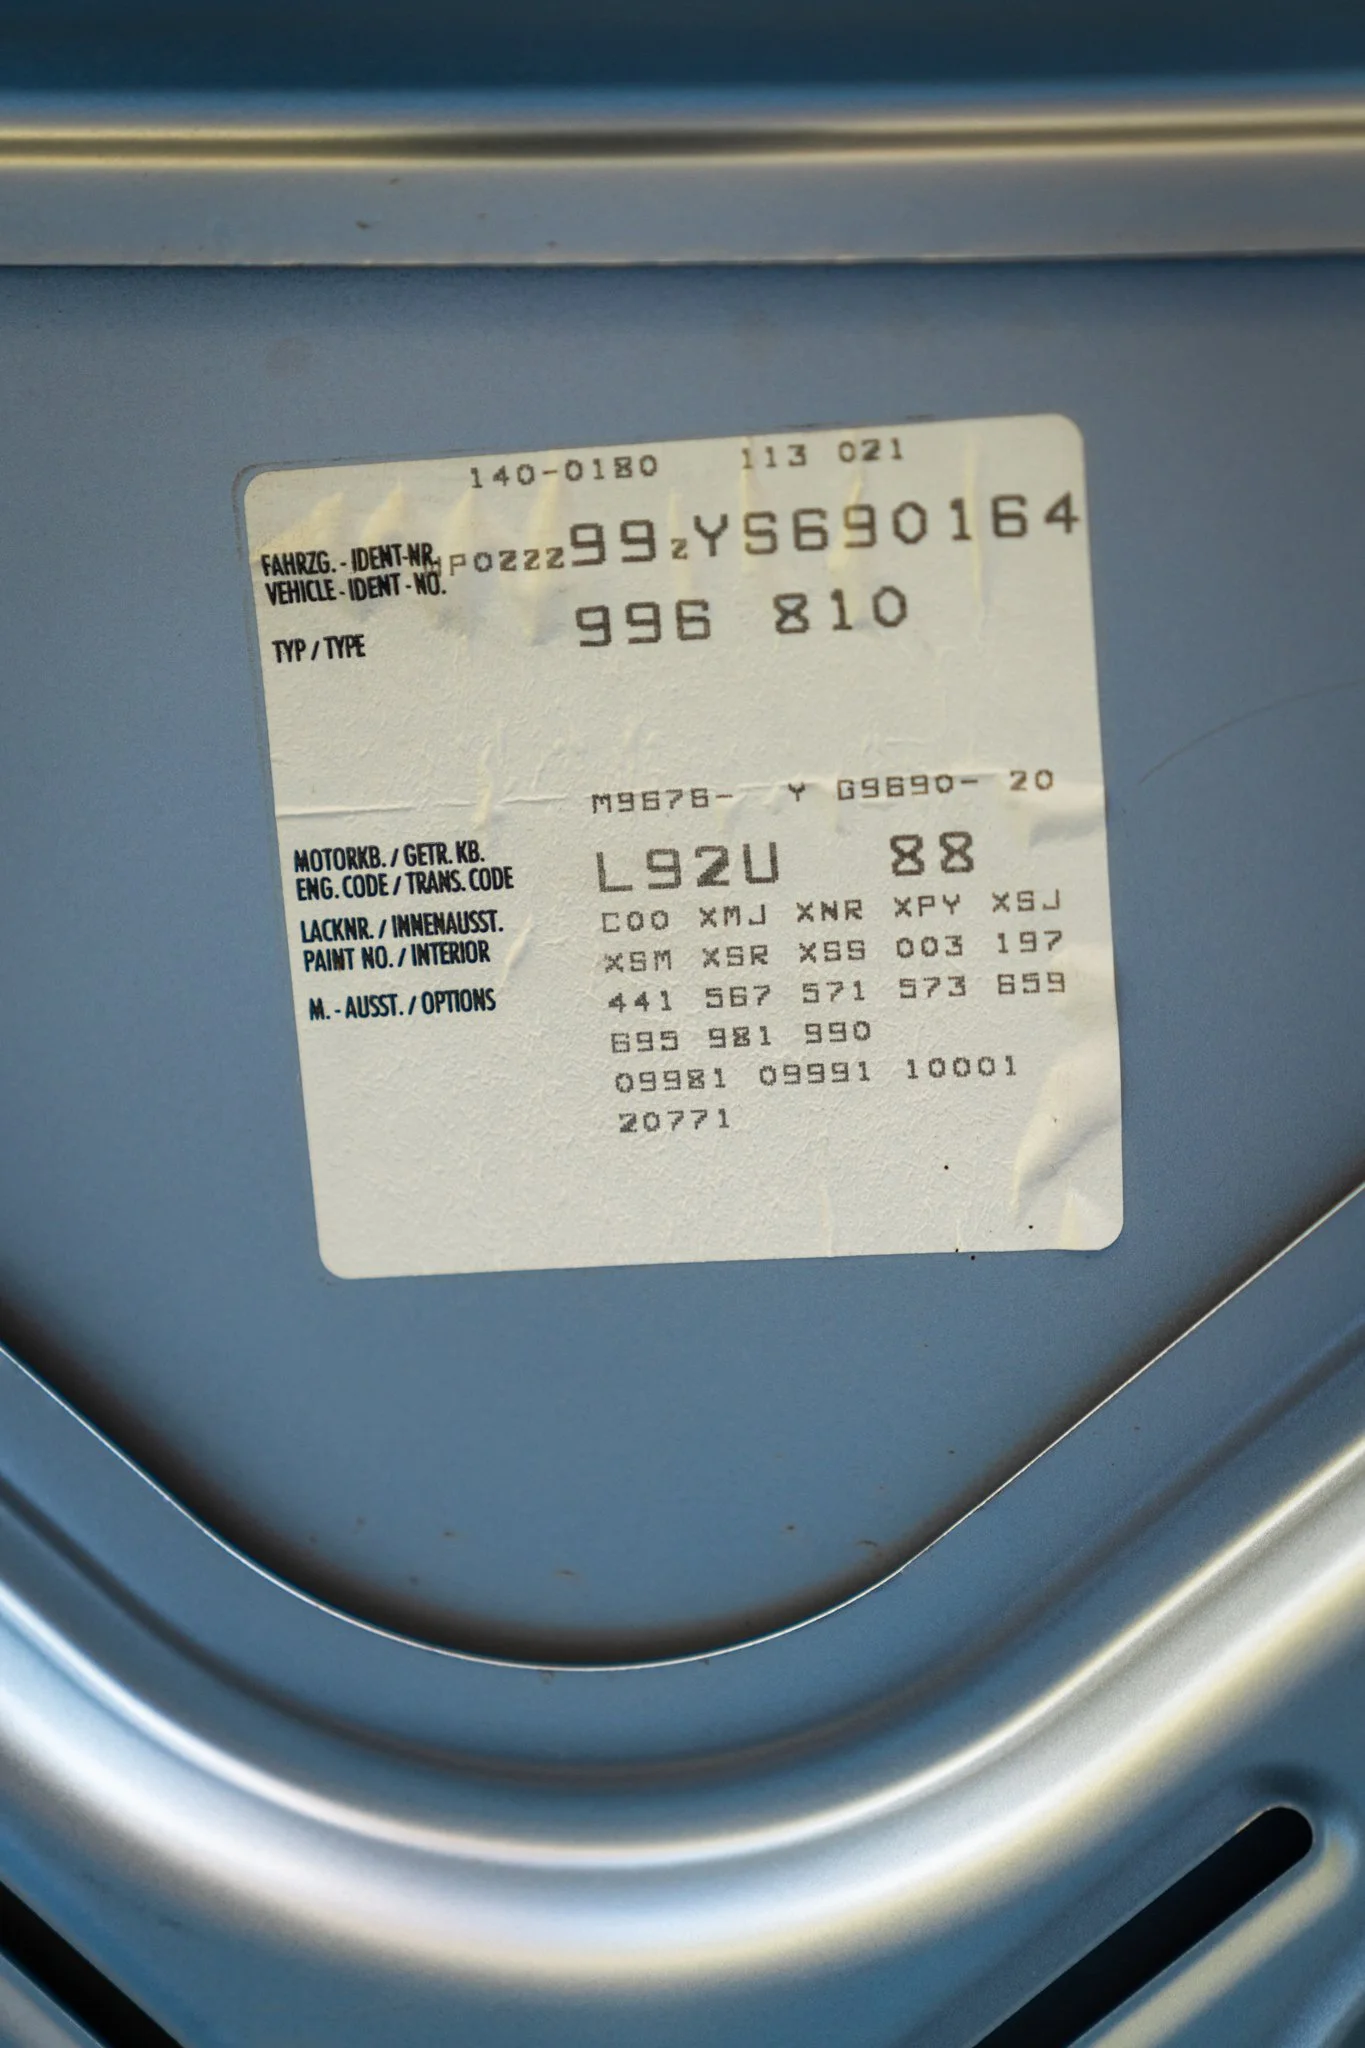 140-0180 113 021
FAHRZG.-IDENT-NR. WP0ZZZ99ZYS690164
VEHICLE-IDENT-NO.
TYP / TYPE 996 810
M9676- Y G9690- 20
MOTORKB. / GETR. KB.
ENG. CODE / TRANS. CODE L92U 88
LACKNR. / INNENAUSST. C00 XMJ XNR XPY XSJ
PAINT NO. / INTERIOR XSM XSR XSS 003 197
M.-AUSST. / OPTIONS 441 567 571 573 659
695 981 990
09981 09991 10001
20771